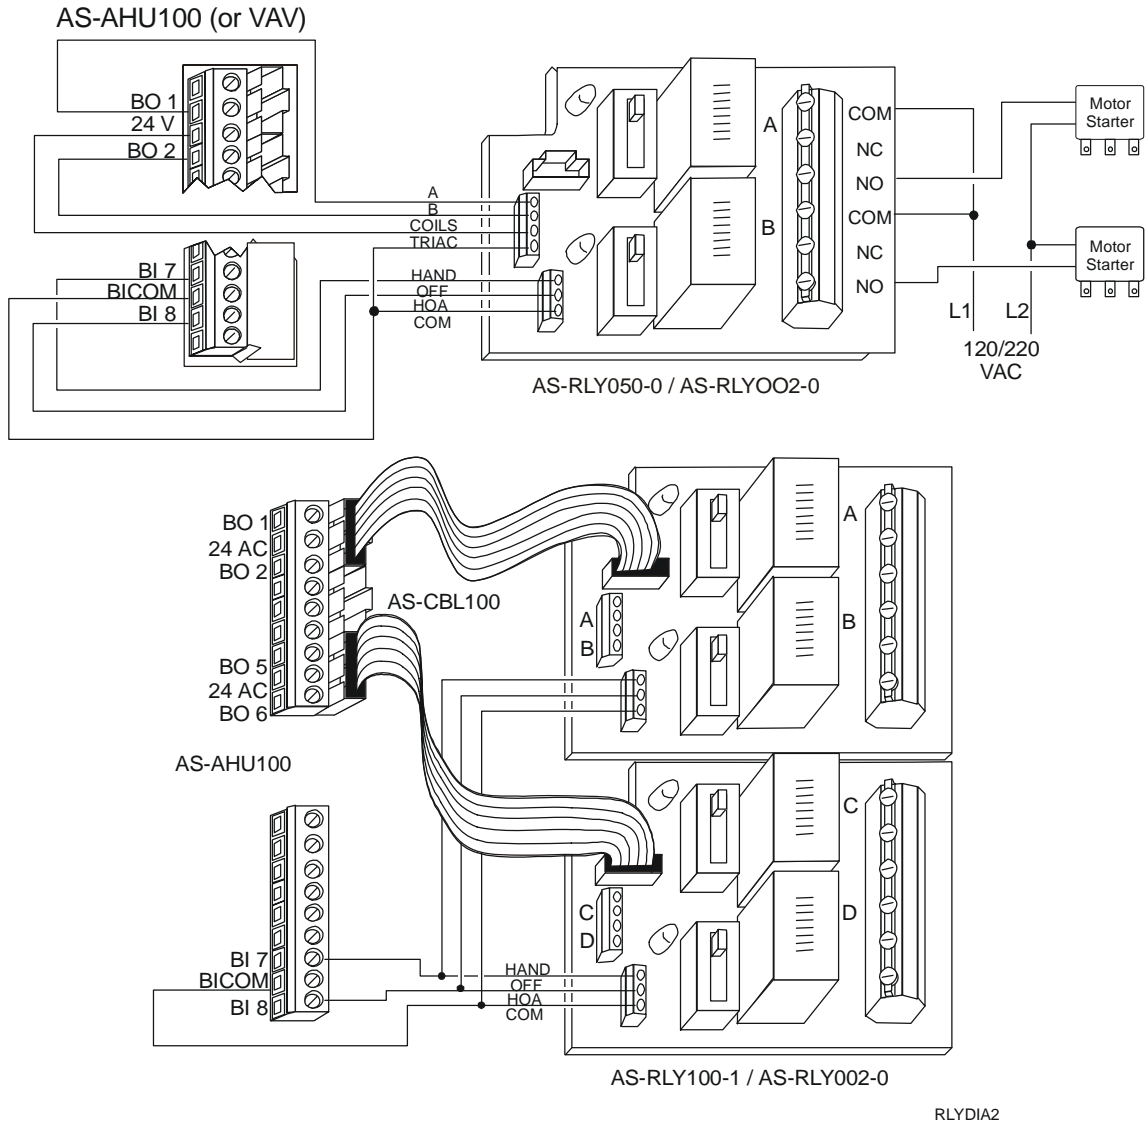 AS-AHU100 (or VAV)
BO 1
24 V
BO 2
BI 7
BICOM
BI 8
A
B
COILS
TRIAC
HAND
OFF
HOA
COM
A
B
COM
NC
NO
COM
NC
NO
Motor
Starter
Motor
Starter
L1
L2
120/220
VAC
AS-RLY050-0 / AS-RLYOO2-0
BO 1
24 AC
BO 2
BO 5
24 AC
BO 6
AS-CBL100
AS-AHU100
A
B
A
B
C
D
C
D
BI 7
BICOM
BI 8
HAND
OFF
HOA
COM
AS-RLY100-1 / AS-RLY002-0
RLYDIA2